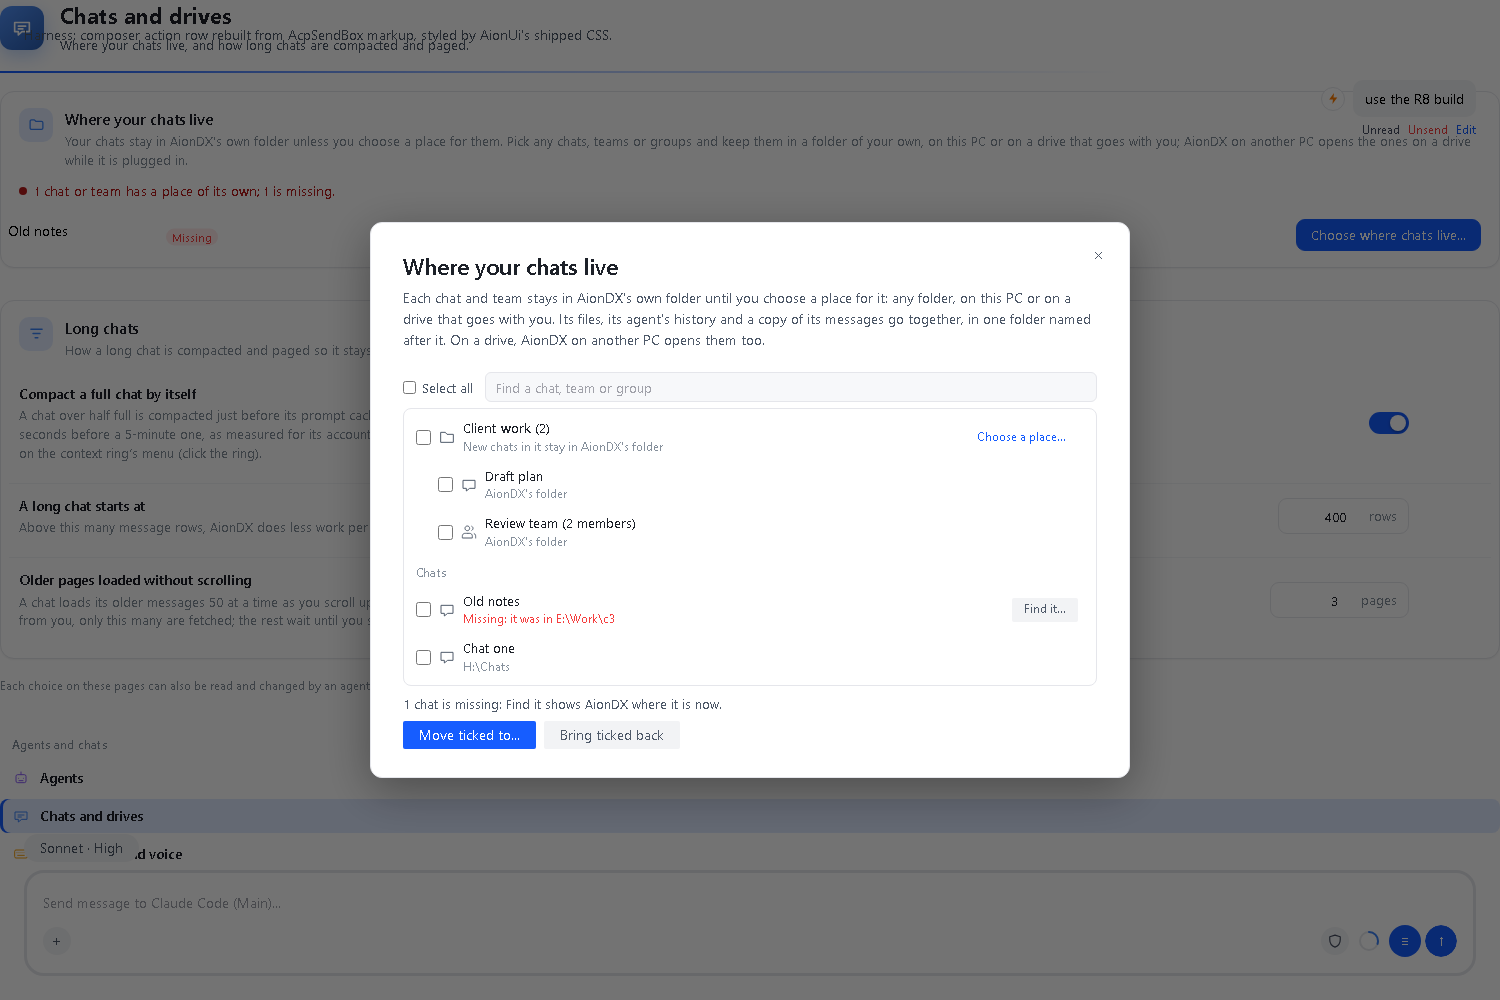 Chats and drives
rness; composer action row rebuilt from AcpSendBox markup, styled by AionUi's shipped CSS.
Where your chats live, and how long chats are compacted and paged.
Where your chats live
Your chats stay in AionDX's own folder unless you choose a place for them. Pick any chats, teams or groups and keep them in a folder of your own, on this PC or on a drive that goes with you; AionDX on another PC opens the ones on a drive
while it is plugged in.
use the R8 build
Unread Unsend Edit
1 chat or team has a place of its own; 1 is missing.
Old notes
Missing
Choose where chats live...
Long chats
How a long chat is compacted and paged so it stays
Compact a full chat by itself
A chat over half full is compacted just before its prompt cac
seconds before a 5-minute one, as measured for its account
on the context ring's menu (click the ring).
A long chat starts at
Above this many message rows, AionDX does less work per
400 rows
Older pages loaded without scrolling
A chat loads its older messages 50 at a time as you scroll up
from you, only this many are fetched; the rest wait until you s
3 pages
Each choice on these pages can also be read and changed by an agent
Where your chats live
Each chat and team stays in AionDX's own folder until you choose a place for it: any folder, on this PC or on a
drive that goes with you. Its files, its agent's history and a copy of its messages go together, in one folder named
after it. On a drive, AionDX on another PC opens them too.
Select all
Find a chat, team or group
Client work (2)
New chats in it stay in AionDX's folder
Choose a place...
Draft plan
AionDX's folder
Review team (2 members)
AionDX's folder
Chats
Old notes
Missing: it was in E:\Work\c3
Find it...
Chat one
H:\Chats
1 chat is missing: Find it shows AionDX where it is now.
Move ticked to...
Bring ticked back
Agents and chats
Agents
Chats and drives
Sonnet · High
d voice
Send message to Claude Code (Main)...